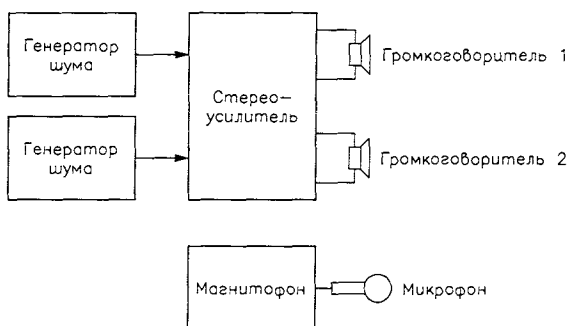 Генератор
шума
Стерео-
усилитель
Громкоговоритель 1
Генератор
шума
Громкоговоритель 2
Магнитофон
Микрофон